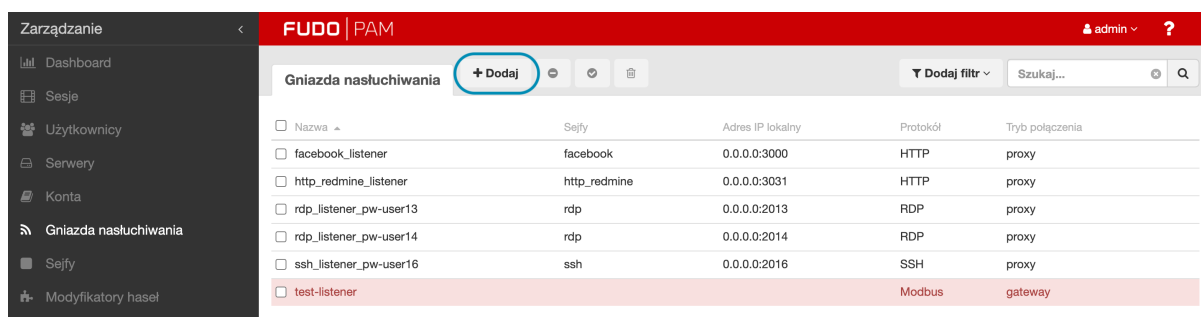 Zarządzanie
FUDO PAM
admin
?
Dashboard
Sesje
Użytkownicy
Serwery
Konta
Gniazda nasłuchiwania
Sejfy
Modyfikatory haseł
Gniazda nasłuchiwania
+ Dodaj
Dodaj filtr
Szukaj...
Nazwa Sejfy Adres IP lokalny Protokół Tryb połączenia
facebook_listener facebook 0.0.0.0:3000 HTTP proxy
http_redmine_listener http_redmine 0.0.0.0:3031 HTTP proxy
rdp_listener_pw-user13 rdp 0.0.0.0:2013 RDP proxy
rdp_listener_pw-user14 rdp 0.0.0.0:2014 RDP proxy
ssh_listener_pw-user16 ssh 0.0.0.0:2016 SSH proxy
test-listener Modbus gateway